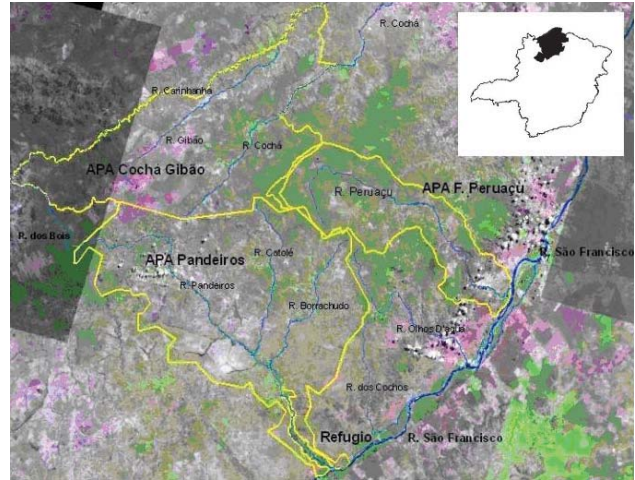 R. Cochá
R. Carinhanha
R. Gibão
R. Cochá
APA Cocha Gibão
APA F. Peruaçu
R. Peruaçu
R. dos Bois
R. São Francisco
APA Pandeiros
R. Catolé
R. Pandeiros
R. Borrachudo
R. Olhos D'agua
R. dos Cochos
Refugio
R. São Francisco